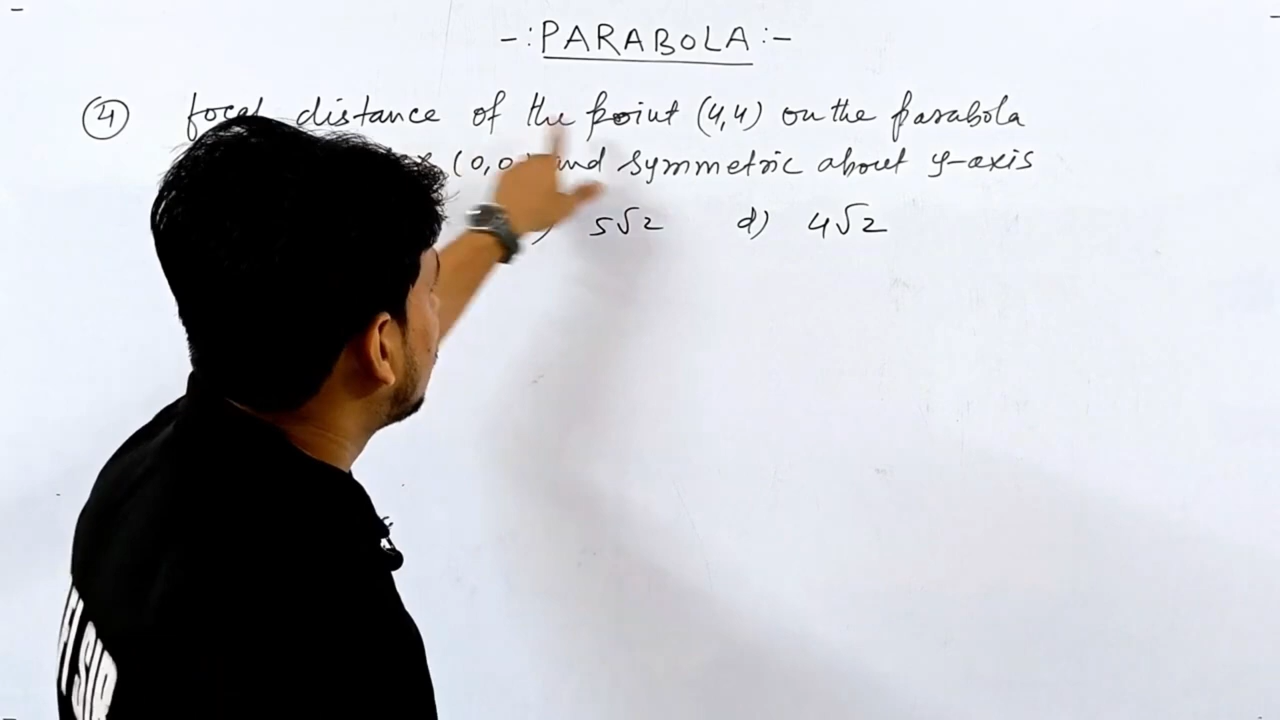 -: PARABOLA :-
④ focal distance of the point (4,4) on the parabola
(0,0) and symmetric about y-axis
5√2 d) 4√2